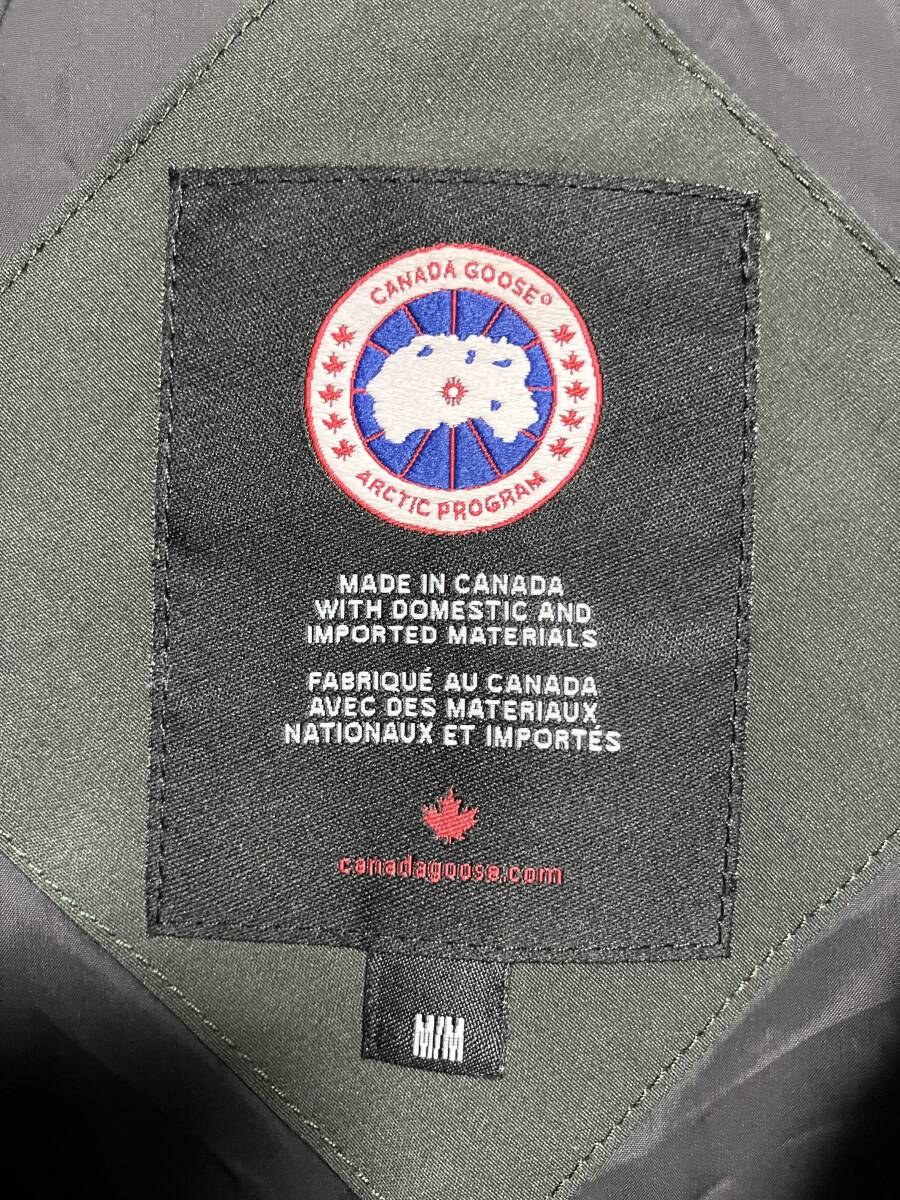 CANADA GOOSE®
ARCTIC PROGRAM
MADE IN CANADA
WITH DOMESTIC AND
IMPORTED MATERIALS
FABRIQUÉ AU CANADA
AVEC DES MATERIAUX
NATIONAUX ET IMPORTÉS
canadagoose.com
M/M